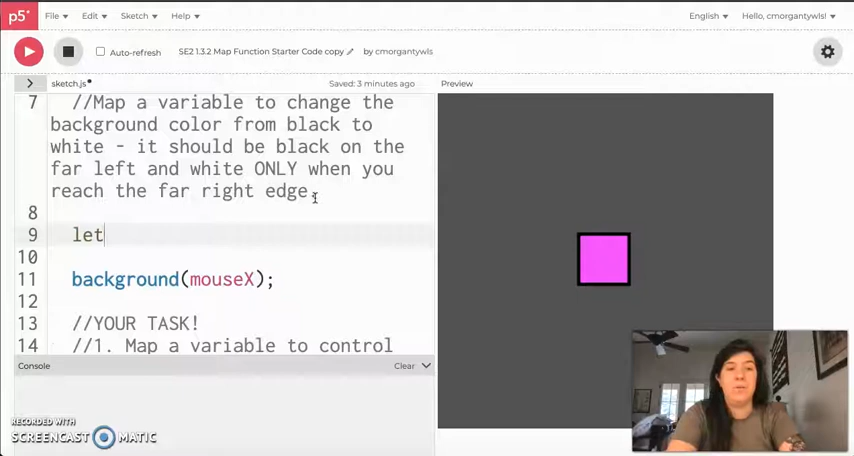 p5* File Edit Sketch Help English Hello, cmorgantywls!
Auto-refresh SE2 1.3.2 Map Function Starter Code copy by cmorgantywls
> sketch.js• Saved: 3 minutes ago Preview
7 //Map a variable to change the
background color from black to
white - it should be black on the
far left and white ONLY when you
reach the far right edge.
8
9 let
10
11 background(mouseX);
12
13 //YOUR TASK!
14 //1. Map a variable to control
Console Clear
RECORDED WITH
SCREENCAST MATIC